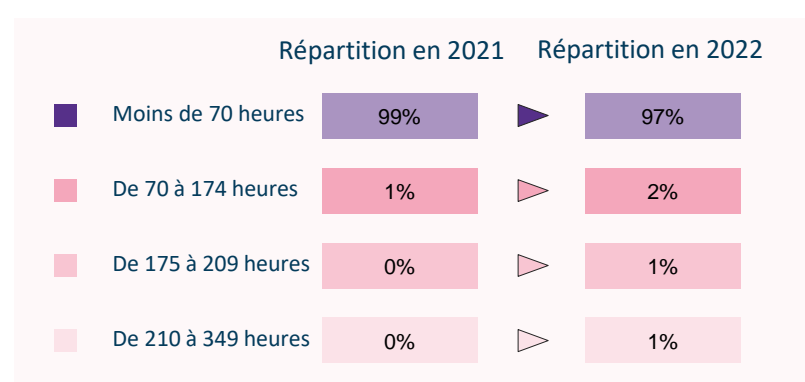 Répartition en 2021 Répartition en 2022
Moins de 70 heures 99% 97%
De 70 à 174 heures 1% 2%
De 175 à 209 heures 0% 1%
De 210 à 349 heures 0% 1%